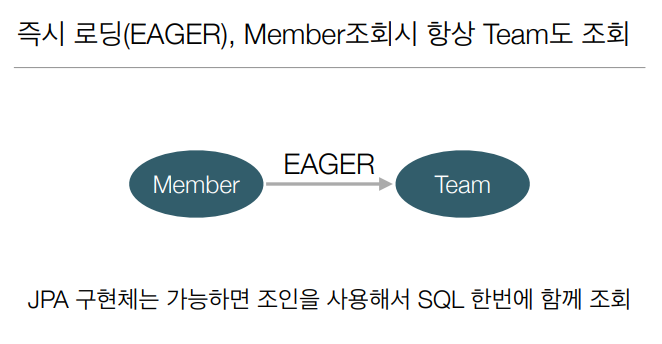 즉시 로딩(EAGER), Member조회시 항상 Team도 조회
EAGER
Member
Team
JPA 구현체는 가능하면 조인을 사용해서 SQL 한번에 함께 조회